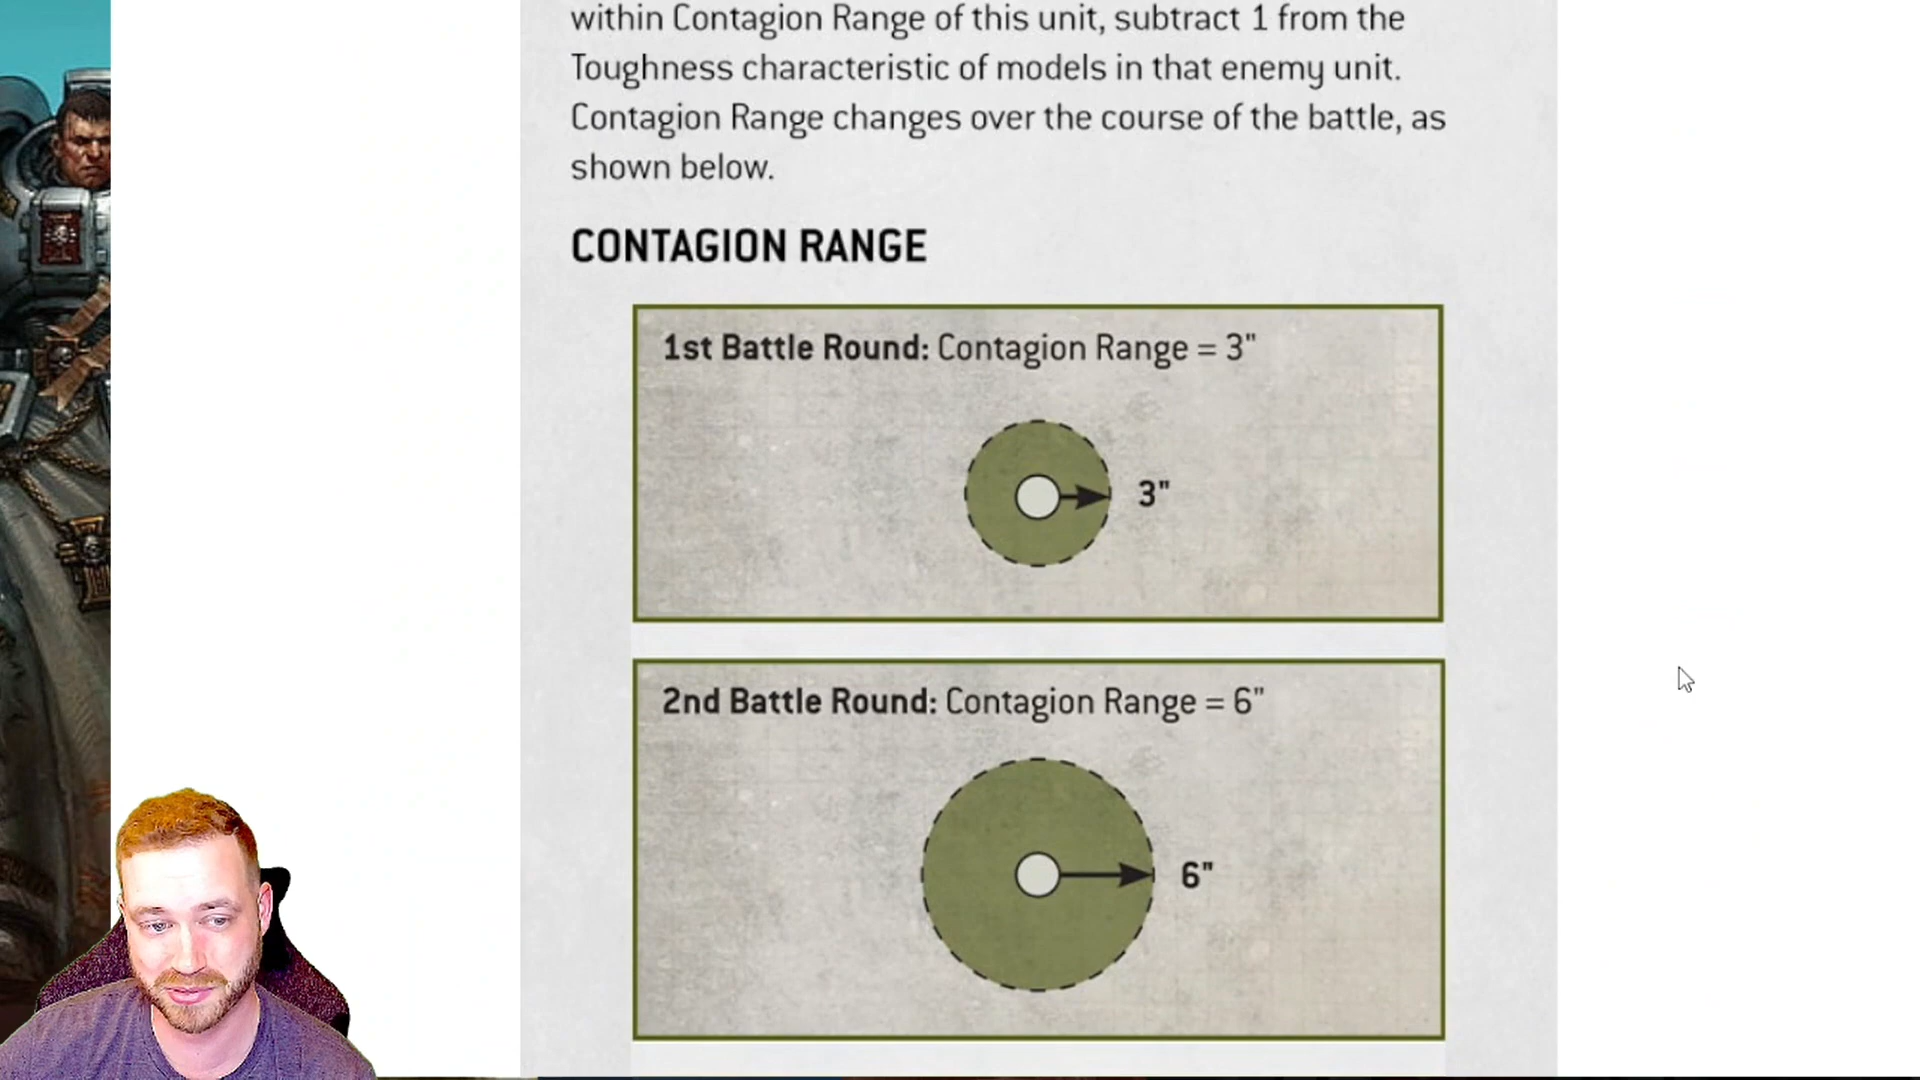 within Contagion Range of this unit, subtract 1 from the
Toughness characteristic of models in that enemy unit.
Contagion Range changes over the course of the battle, as
shown below.
CONTAGION RANGE
1st Battle Round: Contagion Range = 3"
3"
2nd Battle Round: Contagion Range = 6"
6"